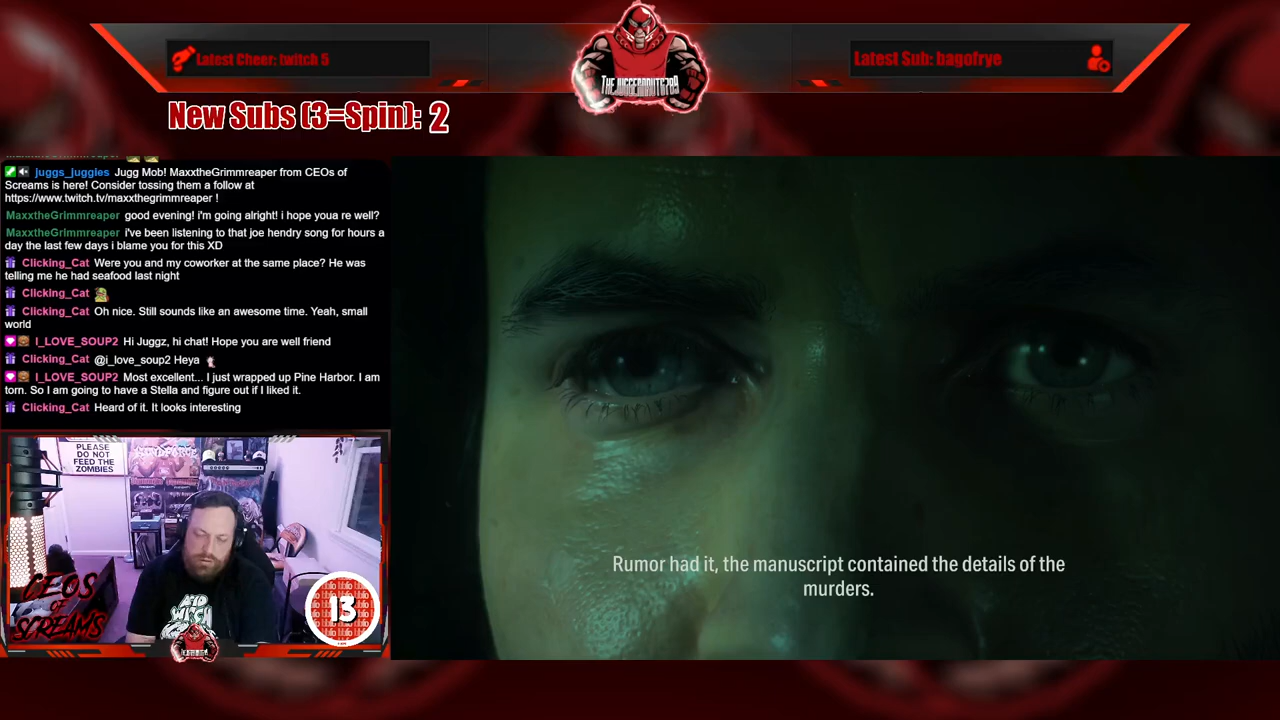 Latest Cheer: twitch 5
THEJUGGERNAUT6789
Latest Sub: bagofrye
New Subs (3=Spin): 2
juggs_juggies Jugg Mob! MaxxtheGrimmreaper from CEOs of
Screams is here! Consider tossing them a follow at
https://www.twitch.tv/maxxthegrimmreaper !
MaxxtheGrimmreaper good evening! i'm going alright! i hope youa re well?
MaxxtheGrimmreaper i've been listening to that joe hendry song for hours a
day the last few days i blame you for this XD
Clicking_Cat Were you and my coworker at the same place? He was
telling me he had seafood last night
Clicking_Cat
Clicking_Cat Oh nice. Still sounds like an awesome time. Yeah, small
world
I_LOVE_SOUP2 Hi Juggz, hi chat! Hope you are well friend
Clicking_Cat @i_love_soup2 Heya
I_LOVE_SOUP2 Most excellent... I just wrapped up Pine Harbor. I am
torn. So I am going to have a Stella and figure out if I liked it.
Clicking_Cat Heard of it. It looks interesting
PLEASE
DO NOT
FEED THE
ZOMBIES
CEOS
OF
SCREAMS
13
Rumor had it, the manuscript contained the details of the
murders.